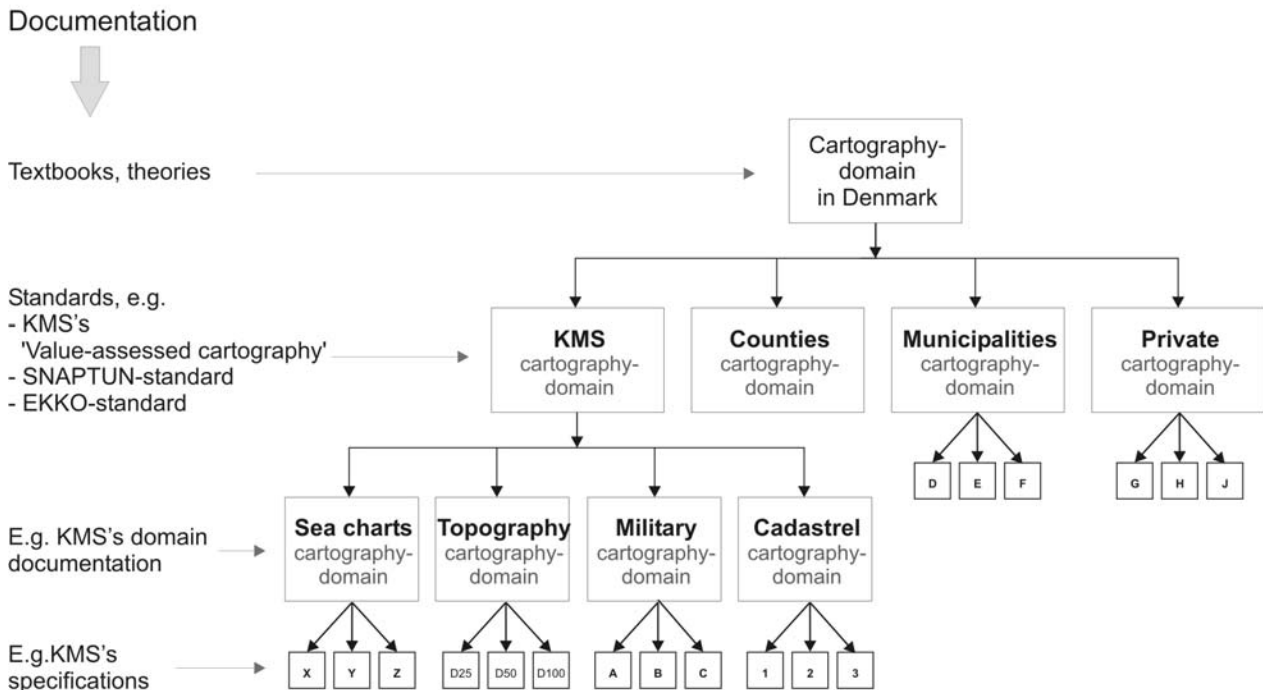 Documentation
Textbooks, theories
Cartography-
domain
in Denmark
Standards, e.g.
- KMS's
'Value-assessed cartography'
- SNAPTUN-standard
- EKKO-standard
KMS
cartography-
domain
Counties
cartography-
domain
Municipalities
cartography-
domain
Private
cartography-
domain
D E F
G H J
E.g. KMS's domain
documentation
Sea charts
cartography-
domain
Topography
cartography-
domain
Military
cartography-
domain
Cadastrel
cartography-
domain
E.g.KMS's
specifications
X Y Z
D25 D50 D100
A B C
1 2 3